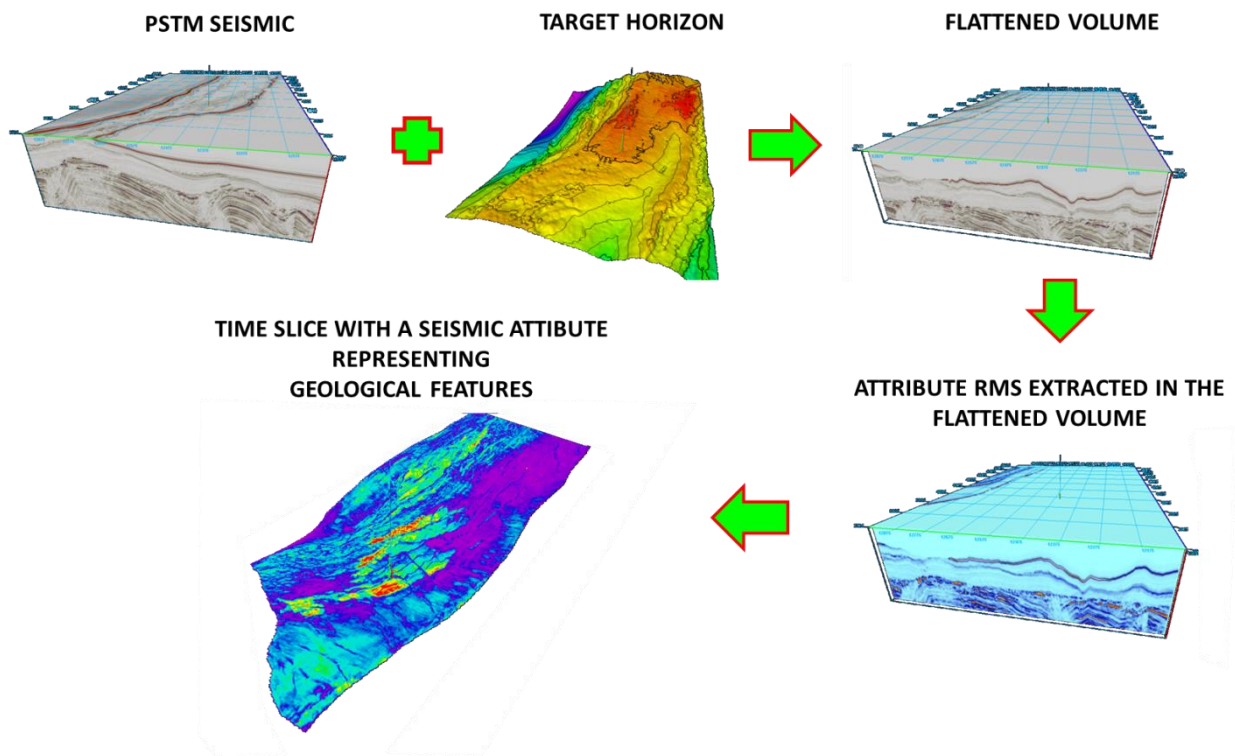 PSTM SEISMIC
TARGET HORIZON
FLATTENED VOLUME
TIME SLICE WITH A SEISMIC ATTIBUTE
REPRESENTING
GEOLOGICAL FEATURES
ATTRIBUTE RMS EXTRACTED IN THE
FLATTENED VOLUME